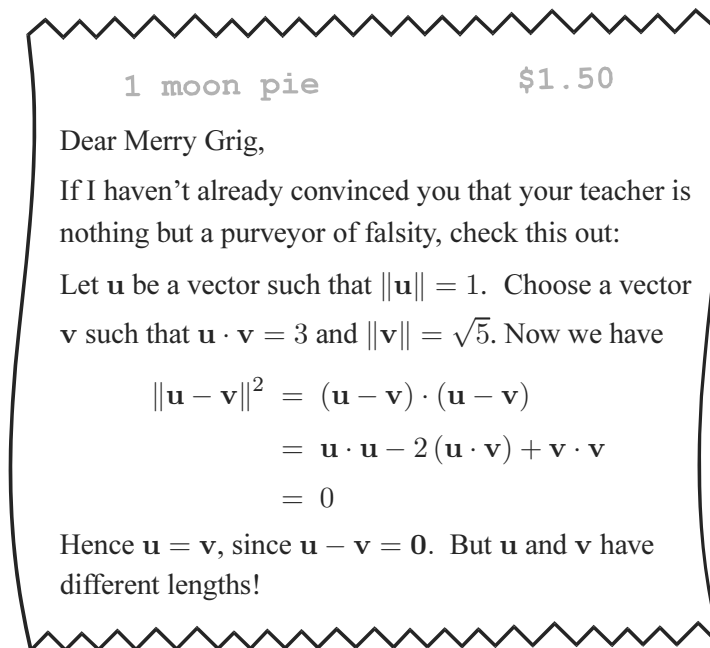 1 moon pie $1.50
Dear Merry Grig,
If I haven't already convinced you that your teacher is
nothing but a purveyor of falsity, check this out:
Let u be a vector such that ‖u‖ = 1. Choose a vector
v such that u · v = 3 and ‖v‖ = √5. Now we have
‖u − v‖² = (u − v) · (u − v)
= u · u − 2 (u · v) + v · v
= 0
Hence u = v, since u − v = 0. But u and v have
different lengths!